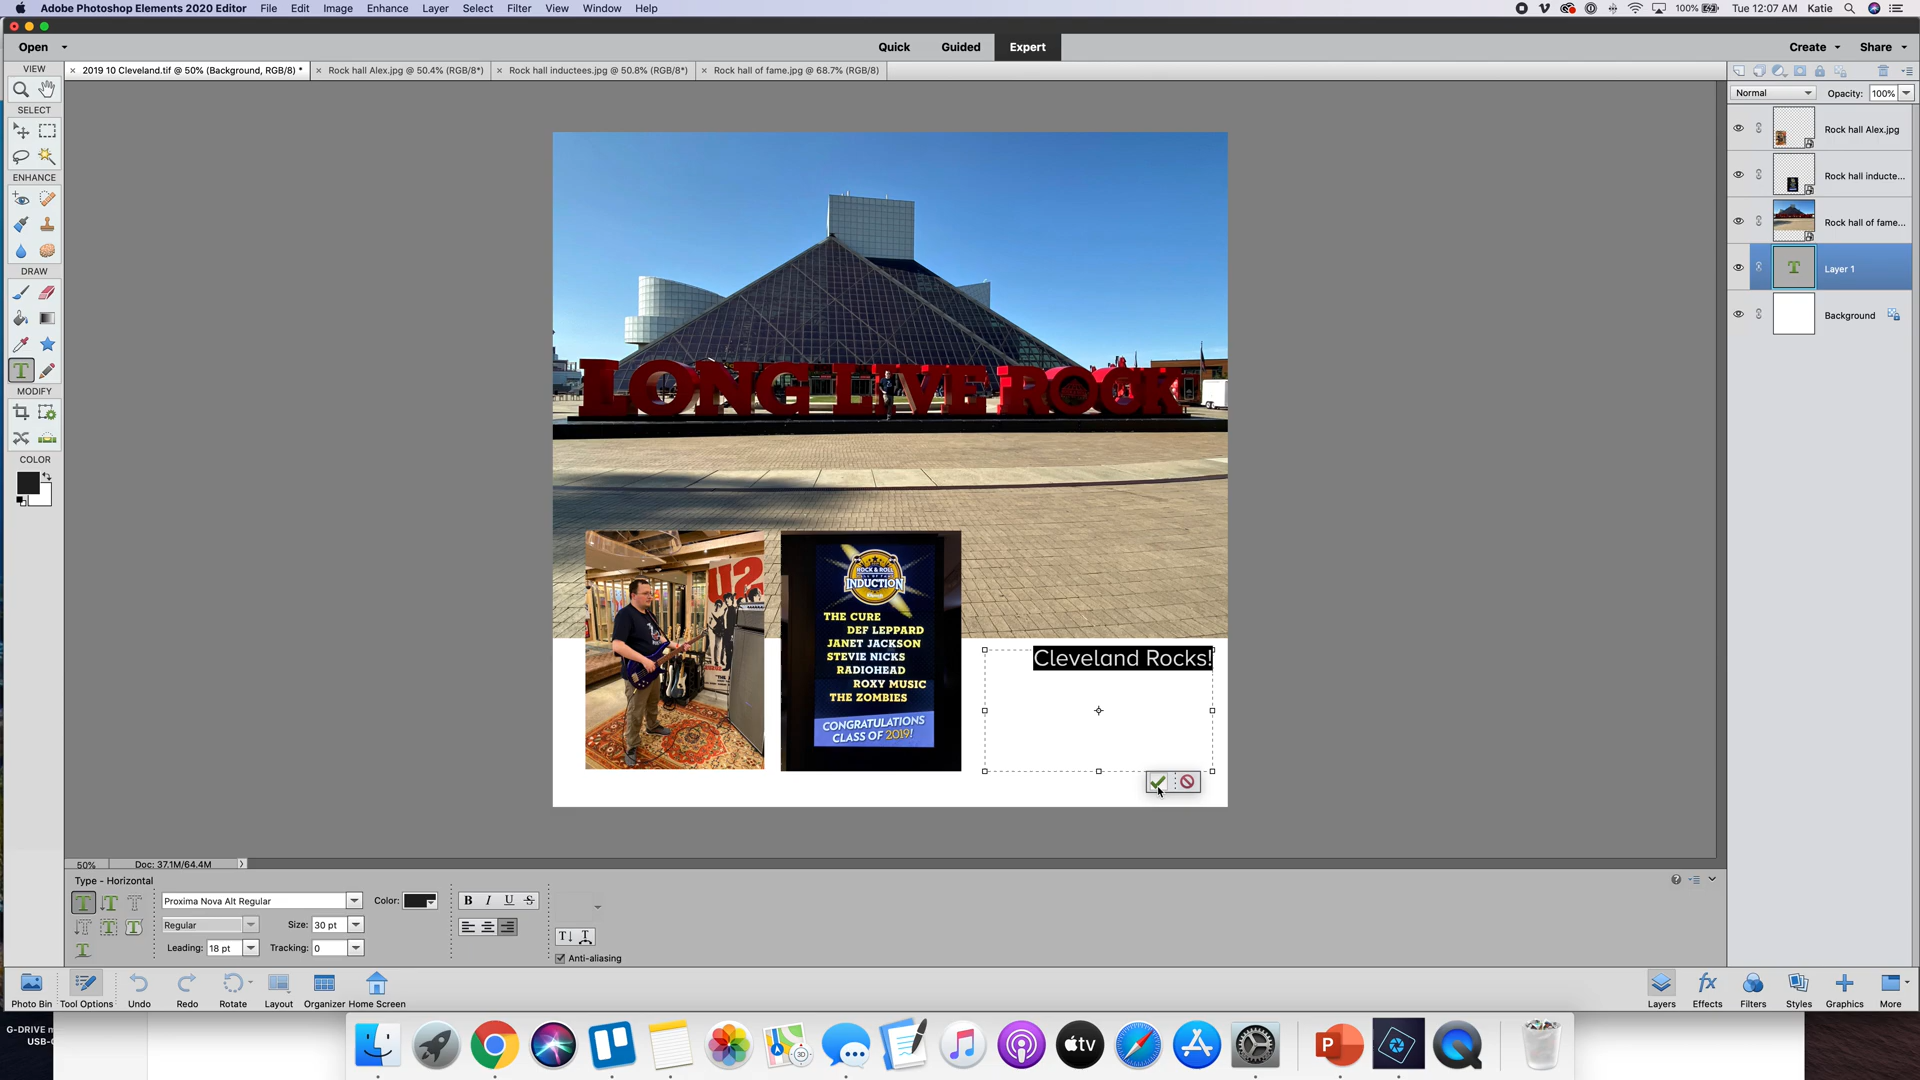 Adobe Photoshop Elements 2020 Editor File Edit Image Enhance Layer Select Filter View Window Help 100% Tue 12:07 AM Katie
Open Quick Guided Expert Create Share
VIEW
× 2019 10 Cleveland.tif @ 50% (Background, RGB/8) * × Rock hall Alex.jpg @ 50.4% (RGB/8*) × Rock hall inductees.jpg @ 50.8% (RGB/8*) × Rock hall of fame.jpg @ 68.7% (RGB/8)
Normal Opacity: 100%
SELECT
Rock hall Alex.jpg
ENHANCE
Rock hall inducte...
Rock hall of fame...
DRAW
Layer 1
Background
MODIFY
COLOR
LONG LIVE ROCK
U2
ROCK & ROLL
INDUCTION
THE CURE
DEF LEPPARD
JANET JACKSON
STEVIE NICKS
RADIOHEAD
ROXY MUSIC
THE ZOMBIES
CONGRATULATIONS
CLASS OF 2019!
Cleveland Rocks!
50% Doc: 37.1M/64.4M
Type - Horizontal
Proxima Nova Alt Regular Color: B I U S
Regular Size: 30 pt
Leading: 18 pt Tracking: 0
Anti-aliasing
Photo Bin Tool Options Undo Redo Rotate Layout Organizer Home Screen Layers Effects Filters Styles Graphics More
G-DRIVE m
USB-C
tv
P